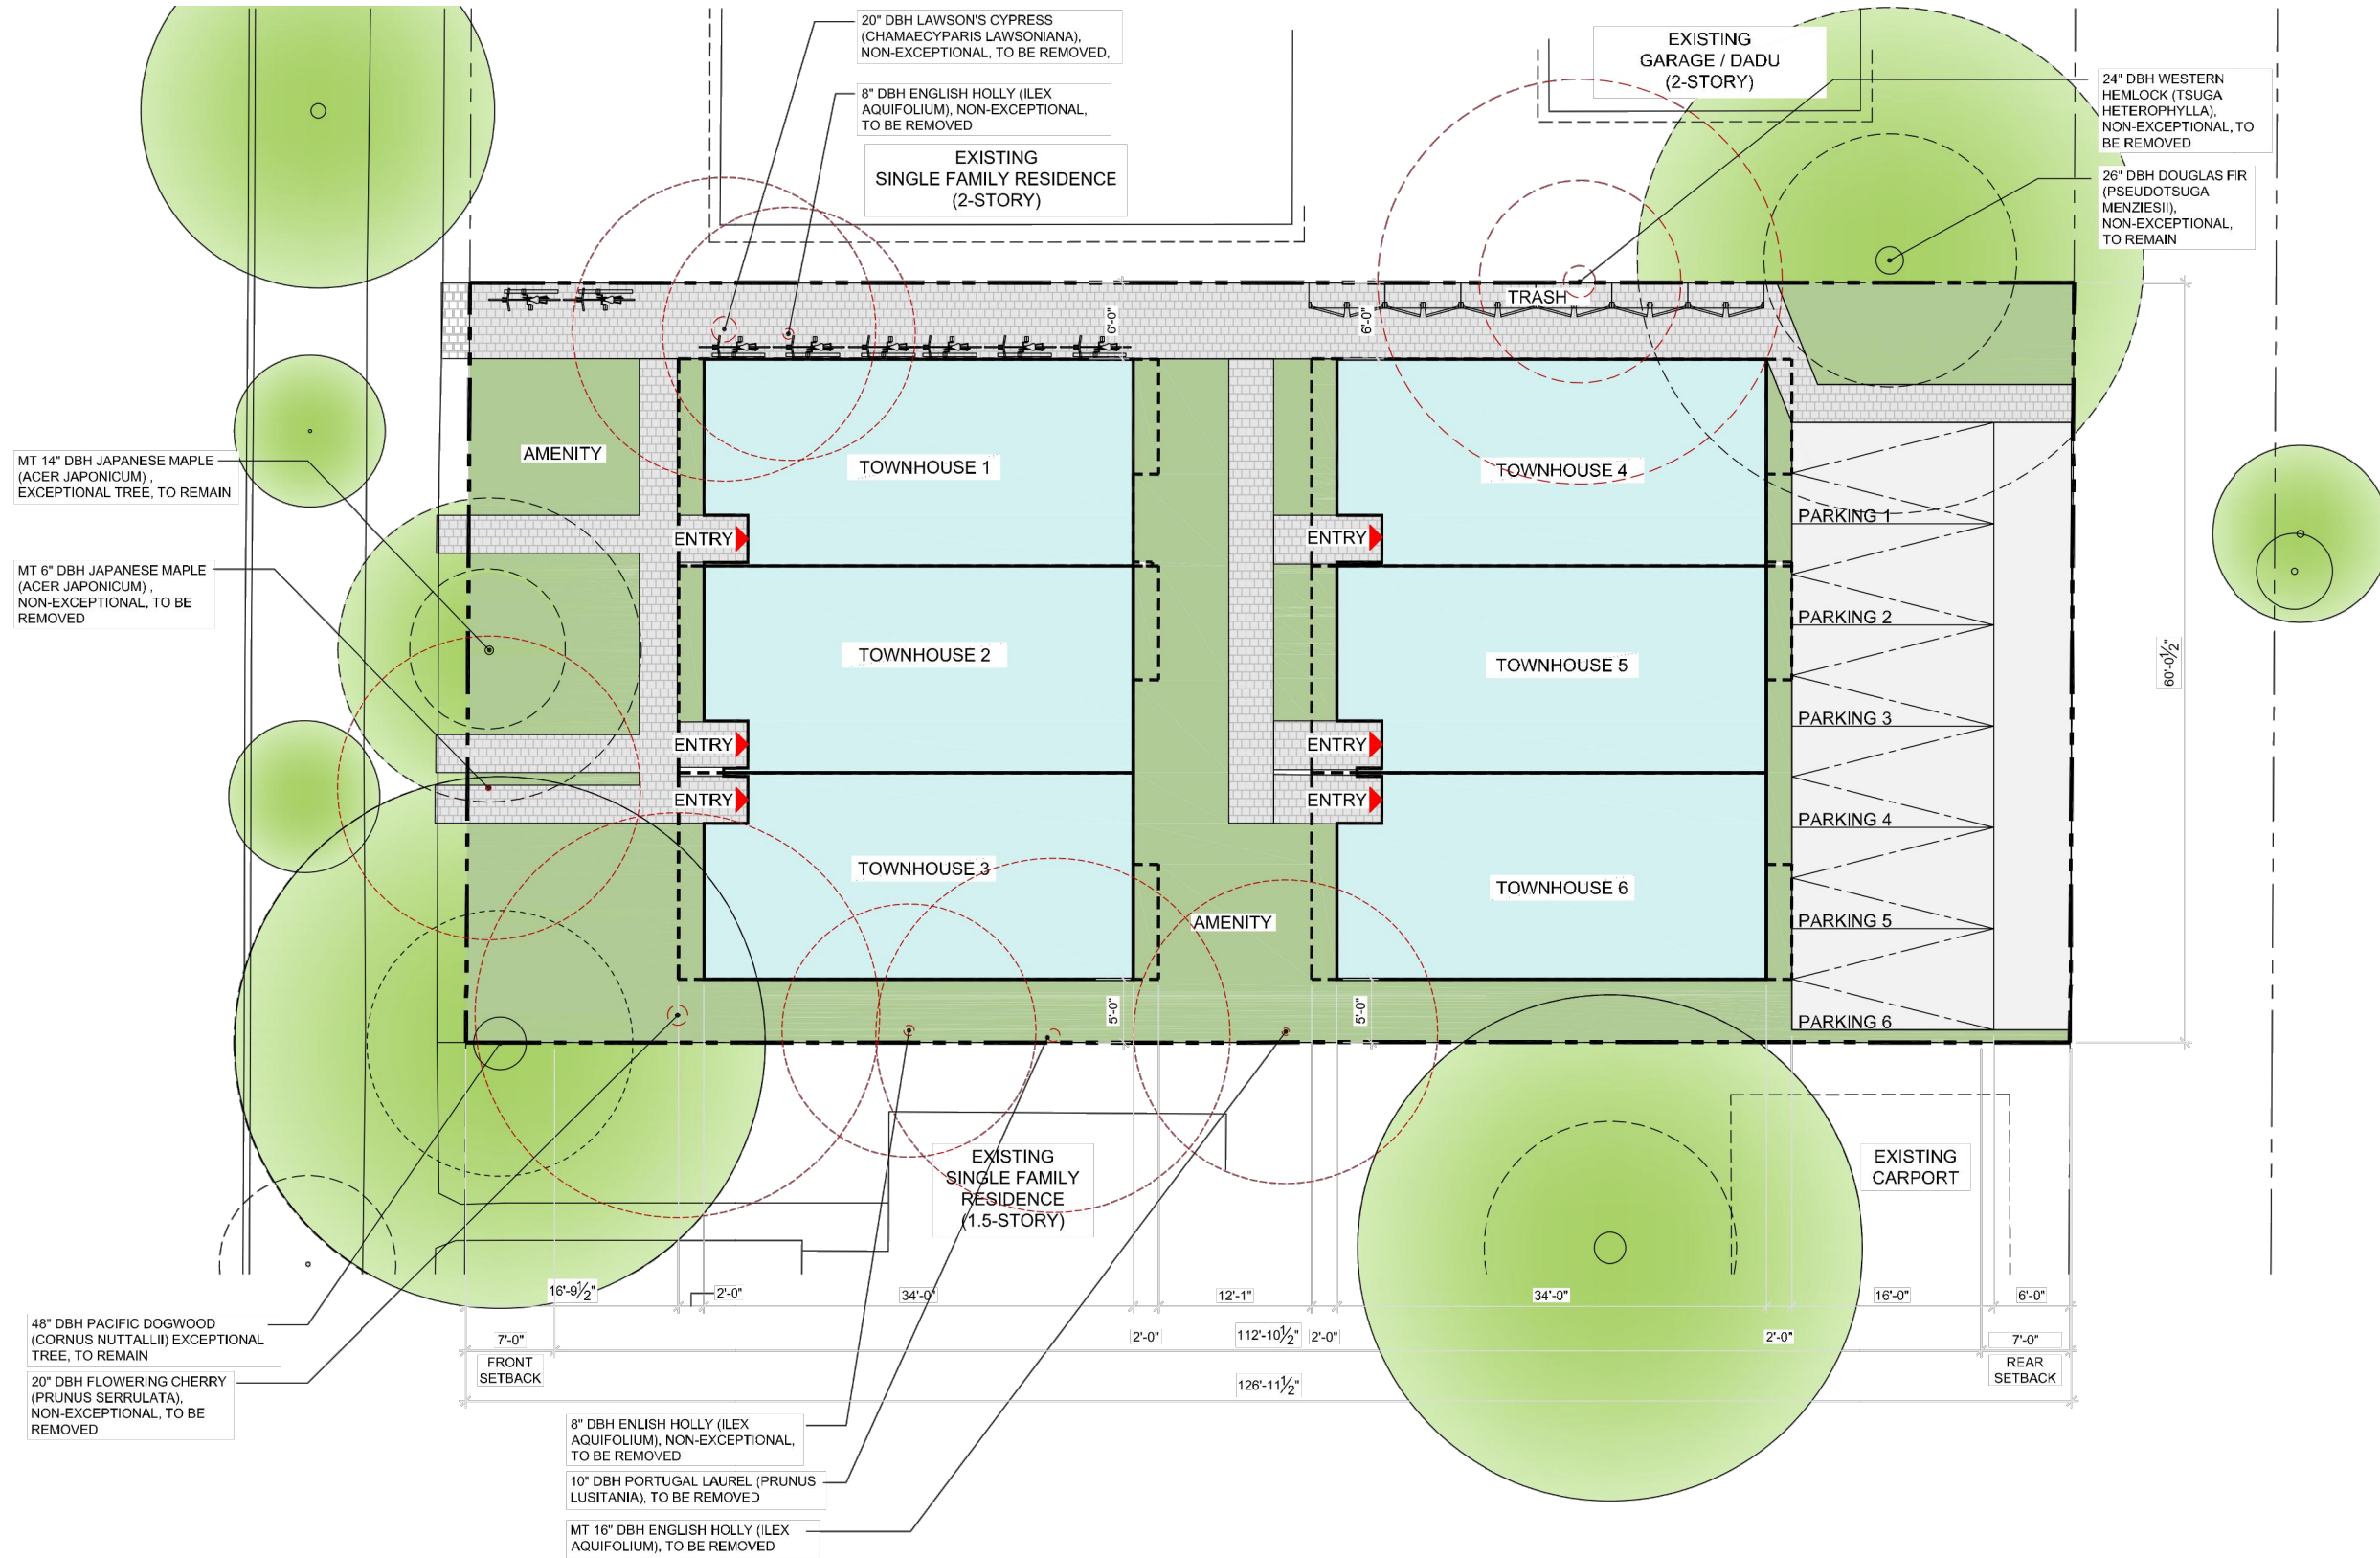 20" DBH LAWSON'S CYPRESS
(CHAMAECYPARIS LAWSONIANA),
NON-EXCEPTIONAL, TO BE REMOVED,
8" DBH ENGLISH HOLLY (ILEX
AQUIFOLIUM), NON-EXCEPTIONAL,
TO BE REMOVED
EXISTING
SINGLE FAMILY RESIDENCE
(2-STORY)
EXISTING
GARAGE / DADU
(2-STORY)
24" DBH WESTERN
HEMLOCK (TSUGA
HETEROPHYLLA),
NON-EXCEPTIONAL, TO
BE REMOVED
26" DBH DOUGLAS FIR
(PSEUDOTSUGA
MENZIESII),
NON-EXCEPTIONAL,
TO REMAIN
TRASH
6'-0"
6'-0"
AMENITY
TOWNHOUSE 1
TOWNHOUSE 4
MT 14" DBH JAPANESE MAPLE
(ACER JAPONICUM) ,
EXCEPTIONAL TREE, TO REMAIN
ENTRY
ENTRY
PARKING 1
MT 6" DBH JAPANESE MAPLE
(ACER JAPONICUM) ,
NON-EXCEPTIONAL, TO BE
REMOVED
PARKING 2
TOWNHOUSE 2
TOWNHOUSE 5
60'-0½"
PARKING 3
ENTRY
ENTRY
ENTRY
ENTRY
PARKING 4
TOWNHOUSE 3
TOWNHOUSE 6
AMENITY
PARKING 5
5'-0"
5'-0"
PARKING 6
EXISTING
SINGLE FAMILY
RESIDENCE
(1.5-STORY)
EXISTING
CARPORT
16'-9½"
2'-0"
34'-0"
12'-1"
34'-0"
16'-0"
6'-0"
7'-0"
2'-0"
112'-10½"
2'-0"
2'-0"
7'-0"
FRONT
SETBACK
REAR
SETBACK
126'-11½"
48" DBH PACIFIC DOGWOOD
(CORNUS NUTTALLII) EXCEPTIONAL
TREE, TO REMAIN
20" DBH FLOWERING CHERRY
(PRUNUS SERRULATA),
NON-EXCEPTIONAL, TO BE
REMOVED
8" DBH ENLISH HOLLY (ILEX
AQUIFOLIUM), NON-EXCEPTIONAL,
TO BE REMOVED
10" DBH PORTUGAL LAUREL (PRUNUS
LUSITANIA), TO BE REMOVED
MT 16" DBH ENGLISH HOLLY (ILEX
AQUIFOLIUM), TO BE REMOVED